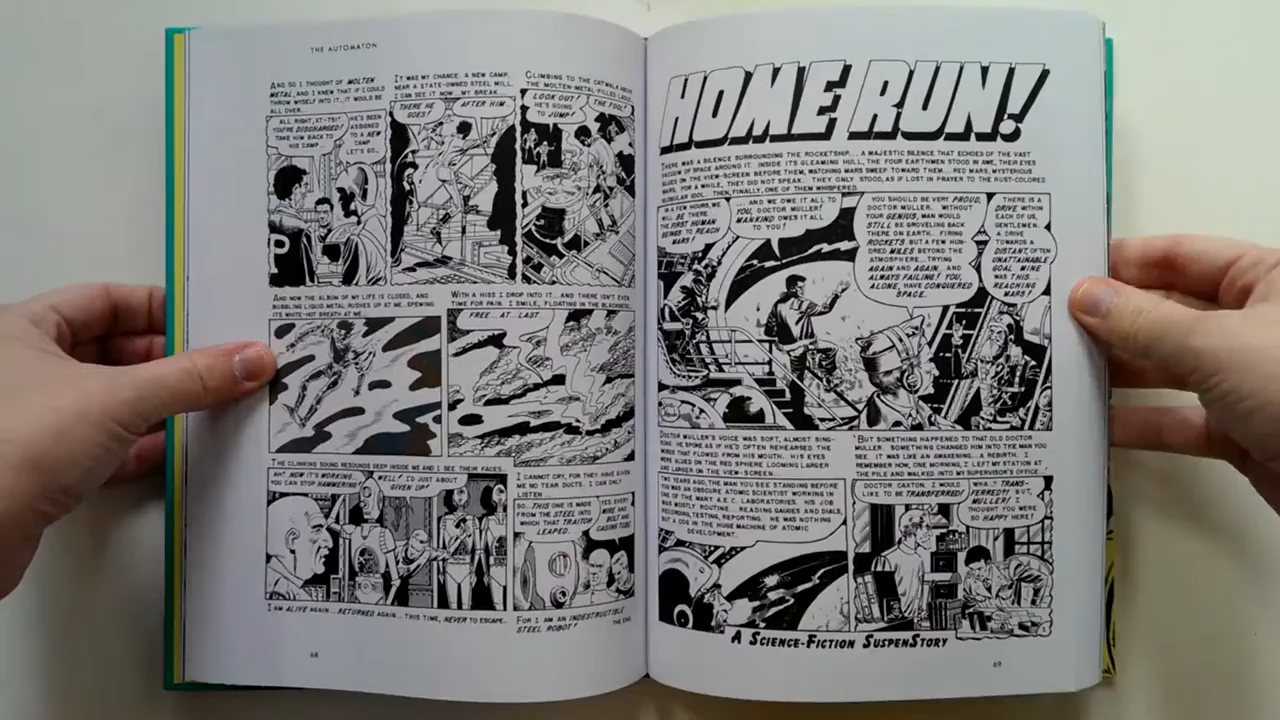 THE AUTOMATON
AND SO I THOUGHT OF MOLTEN
METAL, AND I KNEW THAT IF I COULD
THROW MYSELF INTO IT... IT WOULD BE
ALL OVER...
ALL RIGHT, XT-751!
YOU'RE DISCHARGED!
TAKE HIM BACK TO
HIS CAMP...
HE'S BEEN
ASSIGNED
TO A NEW
CAMP.
LET'S GO...
P
IT WAS MY CHANCE. A NEW CAMP,
NEAR A STATE-OWNED STEEL MILL.
I CAN SEE IT NOW...MY BREAK...
THERE HE
GOES!
AFTER HIM
CLIMBING TO THE CATWALK ABOVE
THE MOLTEN-METAL-FILLED
LOOK OUT!
HE'S GOING
TO JUMP!
THE FOOL!
AND NOW THE ALBUM OF MY LIFE IS CLOSED, AND
BUBBLING LIQUID METAL RUSHES UP AT ME...SPEWING
ITS WHITE-HOT BREATH AT ME...
WITH A HISS I DROP INTO IT...AND THERE ISN'T EVEN
TIME FOR PAIN. I SMILE, FLOATING IN THE BLACKNESS...
FREE...AT...LAST...
THE CLINKING SOUND RESOUNDS DEEP INSIDE ME AND I SEE THEIR FACES...
AH! NOW IT'S WORKING.
YOU CAN STOP HAMMERING!
WELL! I'D JUST ABOUT
GIVEN UP!
I AM ALIVE AGAIN...RETURNED AGAIN...THIS TIME, NEVER TO ESCAPE...
I CANNOT CRY, FOR THEY HAVE GIVEN
ME NO TEAR DUCTS. I CAN ONLY
LISTEN...
SO...THIS ONE IS MADE
FROM THE STEEL INTO
WHICH THAT TRAITOR
LEAPED...
YES. EVERY
WIRE AND
BOLT AND
CASING TUBE.
FOR I AM AN INDESTRUCTIBLE
STEEL ROBOT!
THE END
68
HOME RUN!
THERE WAS A SILENCE SURROUNDING THE ROCKETSHIP... A MAJESTIC SILENCE THAT ECHOED OF THE VAST
VACUUM OF SPACE AROUND IT. INSIDE ITS GLEAMING HULL, THE FOUR EARTHMEN STOOD IN AWE, THEIR EYES
GLUED ON THE VIEW-SCREEN BEFORE THEM, WATCHING MARS SWEEP TOWARD THEM... RED MARS, MYSTERIOUS
MARS. FOR A WHILE, THEY DID NOT SPEAK. THEY ONLY STOOD, AS IF LOST IN PRAYER TO THE RUST-COLORED
GLOBULAR IDOL... THEN, FINALLY, ONE OF THEM WHISPERED.
IN A FEW HOURS, WE
WILL BE THERE.
THE FIRST HUMAN
BEINGS TO REACH
MARS!
... AND WE OWE IT ALL TO
YOU, DOCTOR MULLER!
MANKIND OWES IT ALL
TO YOU!
YOU SHOULD BE VERY PROUD,
DOCTOR MULLER. WITHOUT
YOUR GENIUS, MAN WOULD
STILL BE GROVELING BACK
THERE ON EARTH... FIRING
ROCKETS BUT A FEW HUN-
DRED MILES BEYOND THE
ATMOSPHERE... TRYING
AGAIN AND AGAIN... AND
ALWAYS FAILING! YOU,
ALONE, HAVE CONQUERED
SPACE.
THERE IS A
DRIVE WITHIN
EACH OF US,
GENTLEMEN.
A DRIVE
TOWARDS A
DISTANT, OFTEN
UNATTAINABLE
GOAL. MINE
WAS THIS...
REACHING
MARS!
DOCTOR MULLER'S VOICE WAS SOFT, ALMOST SING-
SONG. HE SPOKE AS IF HE'D OFTEN REHEARSED THE
WORDS THAT FLOWED FROM HIS MOUTH. HIS EYES
WERE GLUED ON THE RED SPHERE LOOMING LARGER
AND LARGER ON THE VIEW-SCREEN...
TWO YEARS AGO, THE MAN YOU SEE STANDING BEFORE
YOU WAS AN OBSCURE ATOMIC SCIENTIST WORKING IN
ONE OF THE MANY A.E.C. LABORATORIES. HIS JOB
WAS MOSTLY ROUTINE... READING GAUGES AND DIALS,
RECORDING, TESTING, REPORTING. HE WAS NOTHING
BUT A COG IN THE HUGE MACHINE OF ATOMIC
DEVELOPMENT.
"BUT SOMETHING HAPPENED TO THAT OLD DOCTOR
MULLER. SOMETHING CHANGED HIM INTO THE MAN YOU
SEE. IT WAS LIKE AN AWAKENING... A REBIRTH. I
REMEMBER HOW, ONE MORNING, I LEFT MY STATION AT
THE PILE AND WALKED INTO MY SUPERVISOR'S OFFICE...
DOCTOR CAXTON, I WOULD
LIKE TO BE TRANSFERRED!
WHA...? TRANS-
FERRED?! BUT,
MULLER! I
THOUGHT YOU WERE
SO HAPPY HERE!
A SCIENCE-FICTION SUSPENSTORY
69